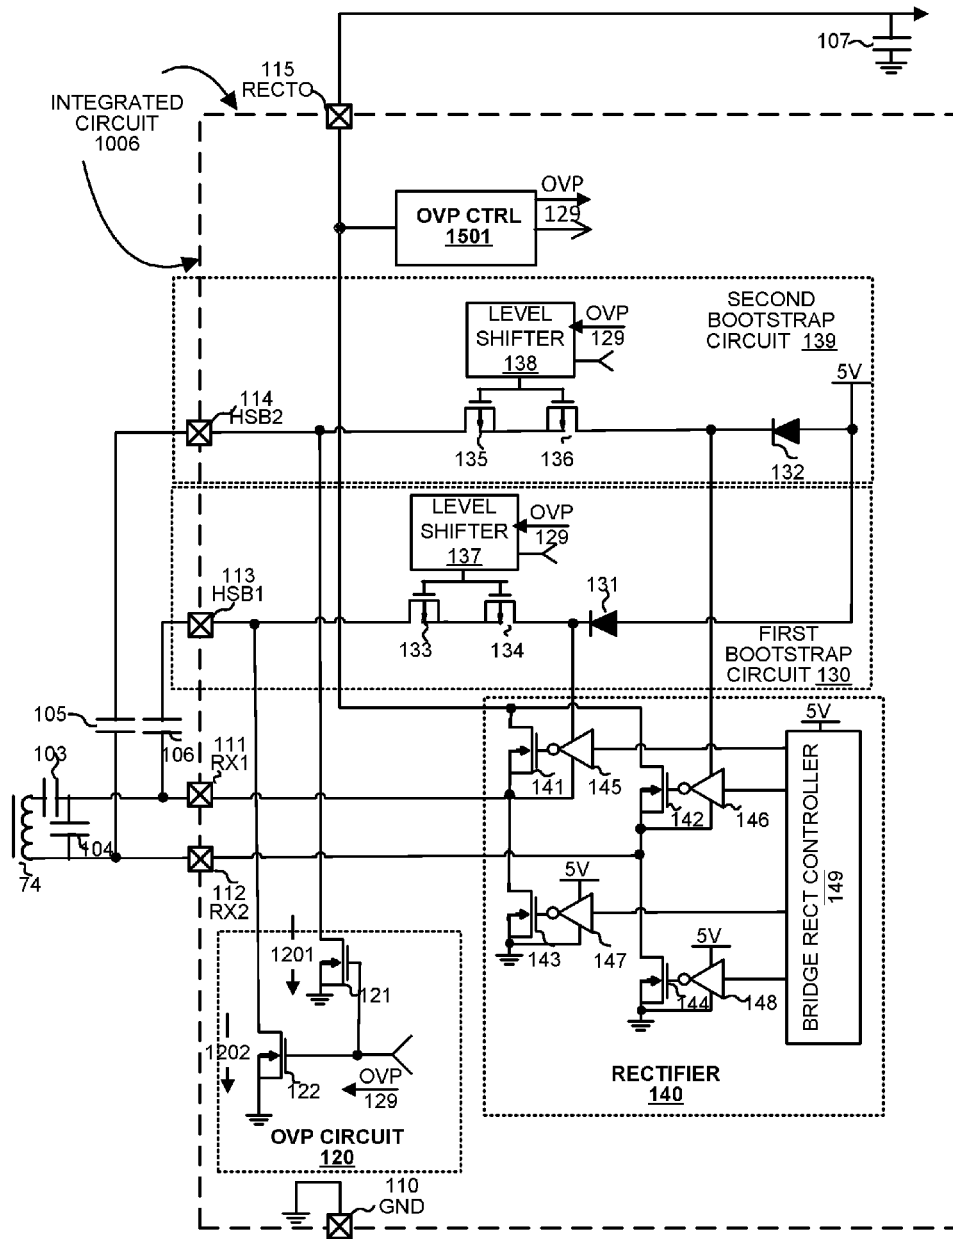 107
115
RECTO
INTEGRATED
CIRCUIT
1006
OVP CTRL
1501
OVP
129
SECOND
BOOTSTRAP
CIRCUIT 139
LEVEL
SHIFTER
138
OVP
129
5V
114
HSB2
135
136
132
LEVEL
SHIFTER
137
OVP
129
113
HSB1
133
134
131
FIRST
BOOTSTRAP
CIRCUIT 130
105
106
103
104
74
111
RX1
112
RX2
141
145
142
146
5V
BRIDGE RECT CONTROLLER
149
5V
143
147
5V
144
148
RECTIFIER
140
1201
121
1202
122
OVP
129
OVP CIRCUIT
120
110
GND